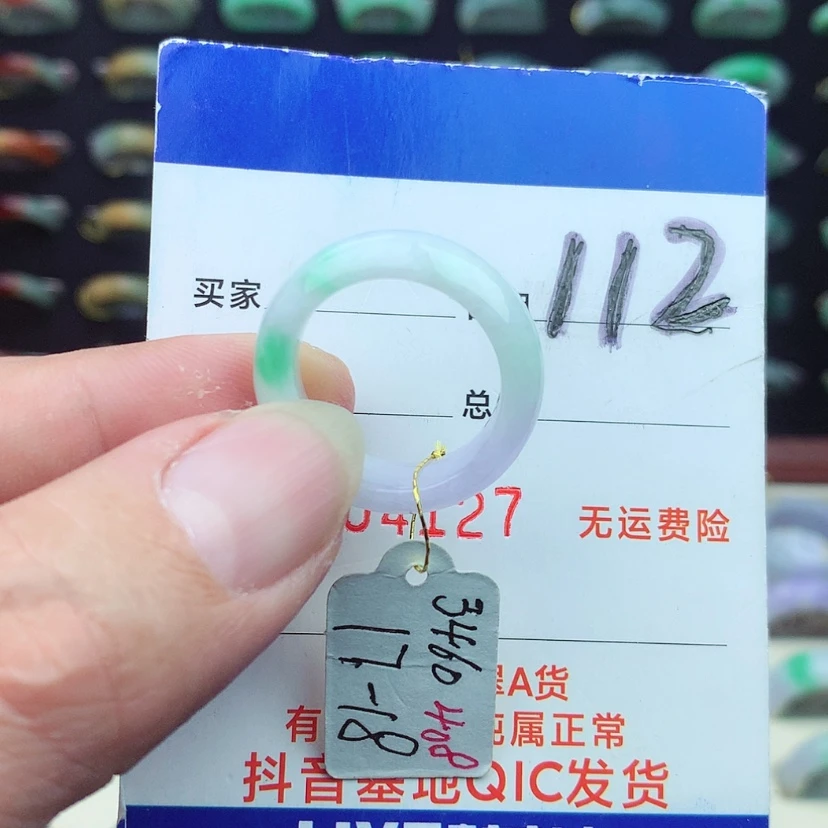 买家
112
总
04127
无运费险
A货
有
属正常
抖音基地QIC发货
3460 408
17-18